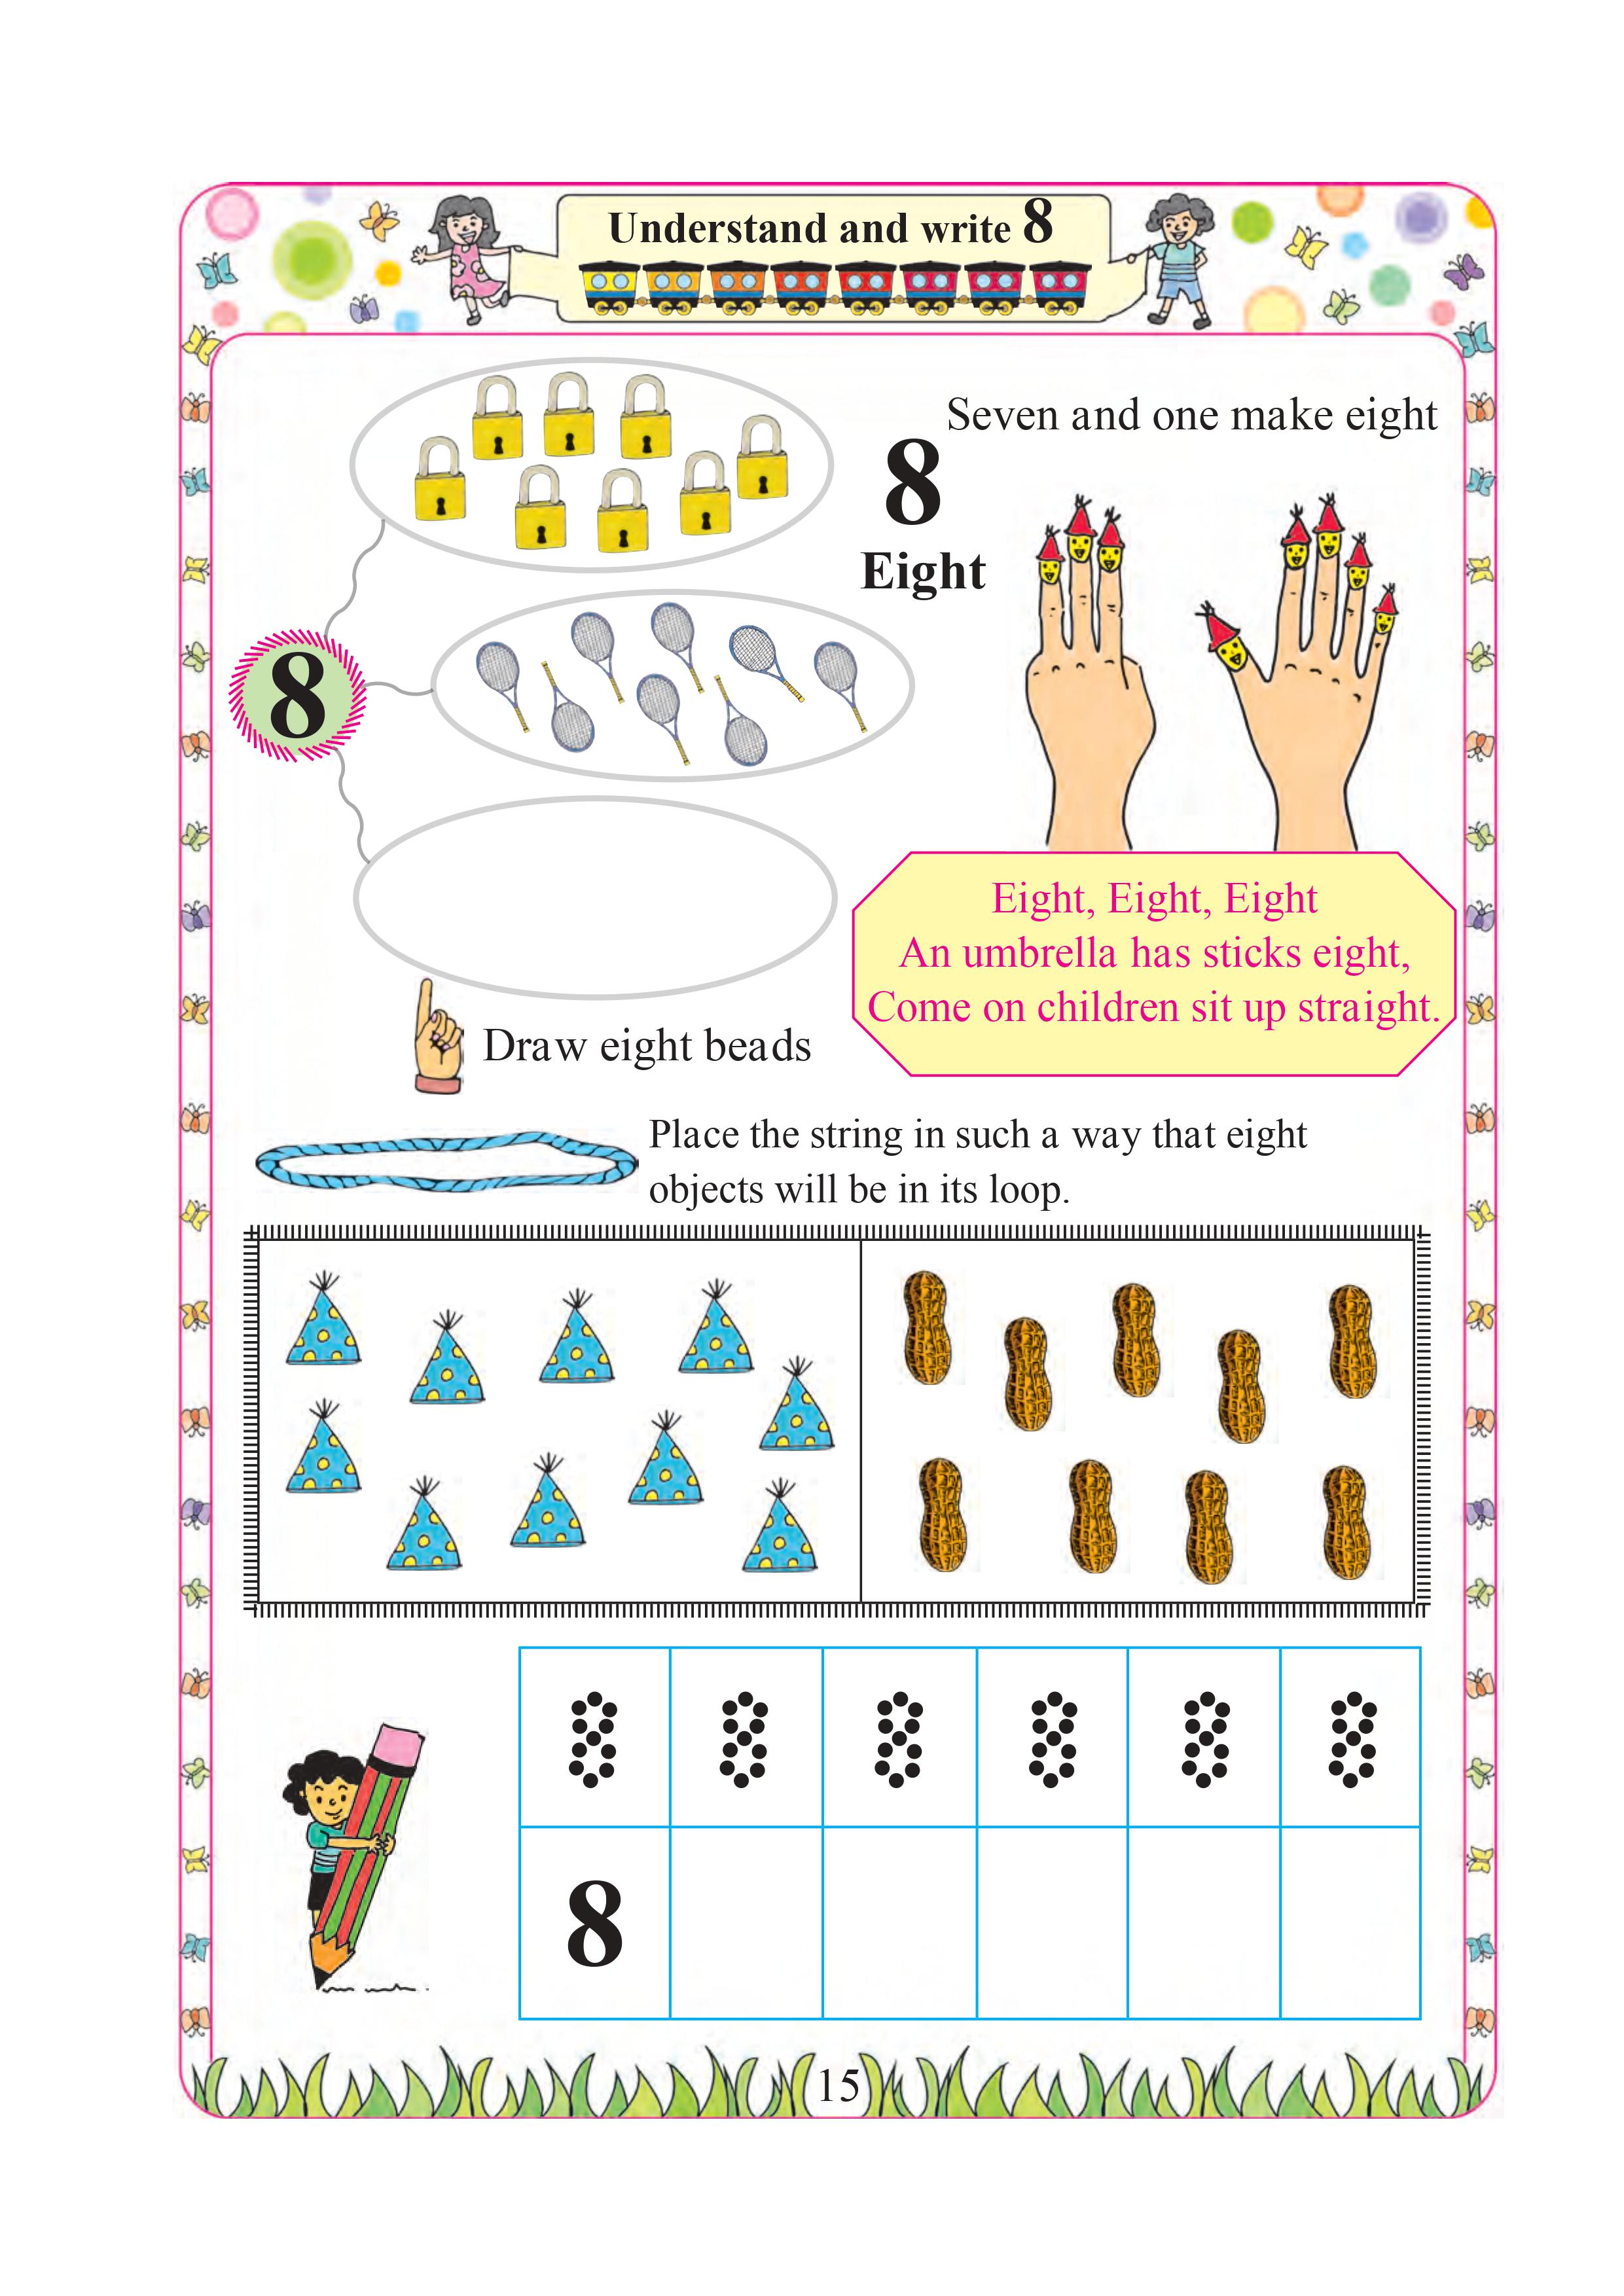 Understand and write 8
Seven and one make eight
8
Eight
8
Eight, Eight, Eight
An umbrella has sticks eight,
Come on children sit up straight.
Draw eight beads
Place the string in such a way that eight
objects will be in its loop.
8 8 8 8 8 8
8
15